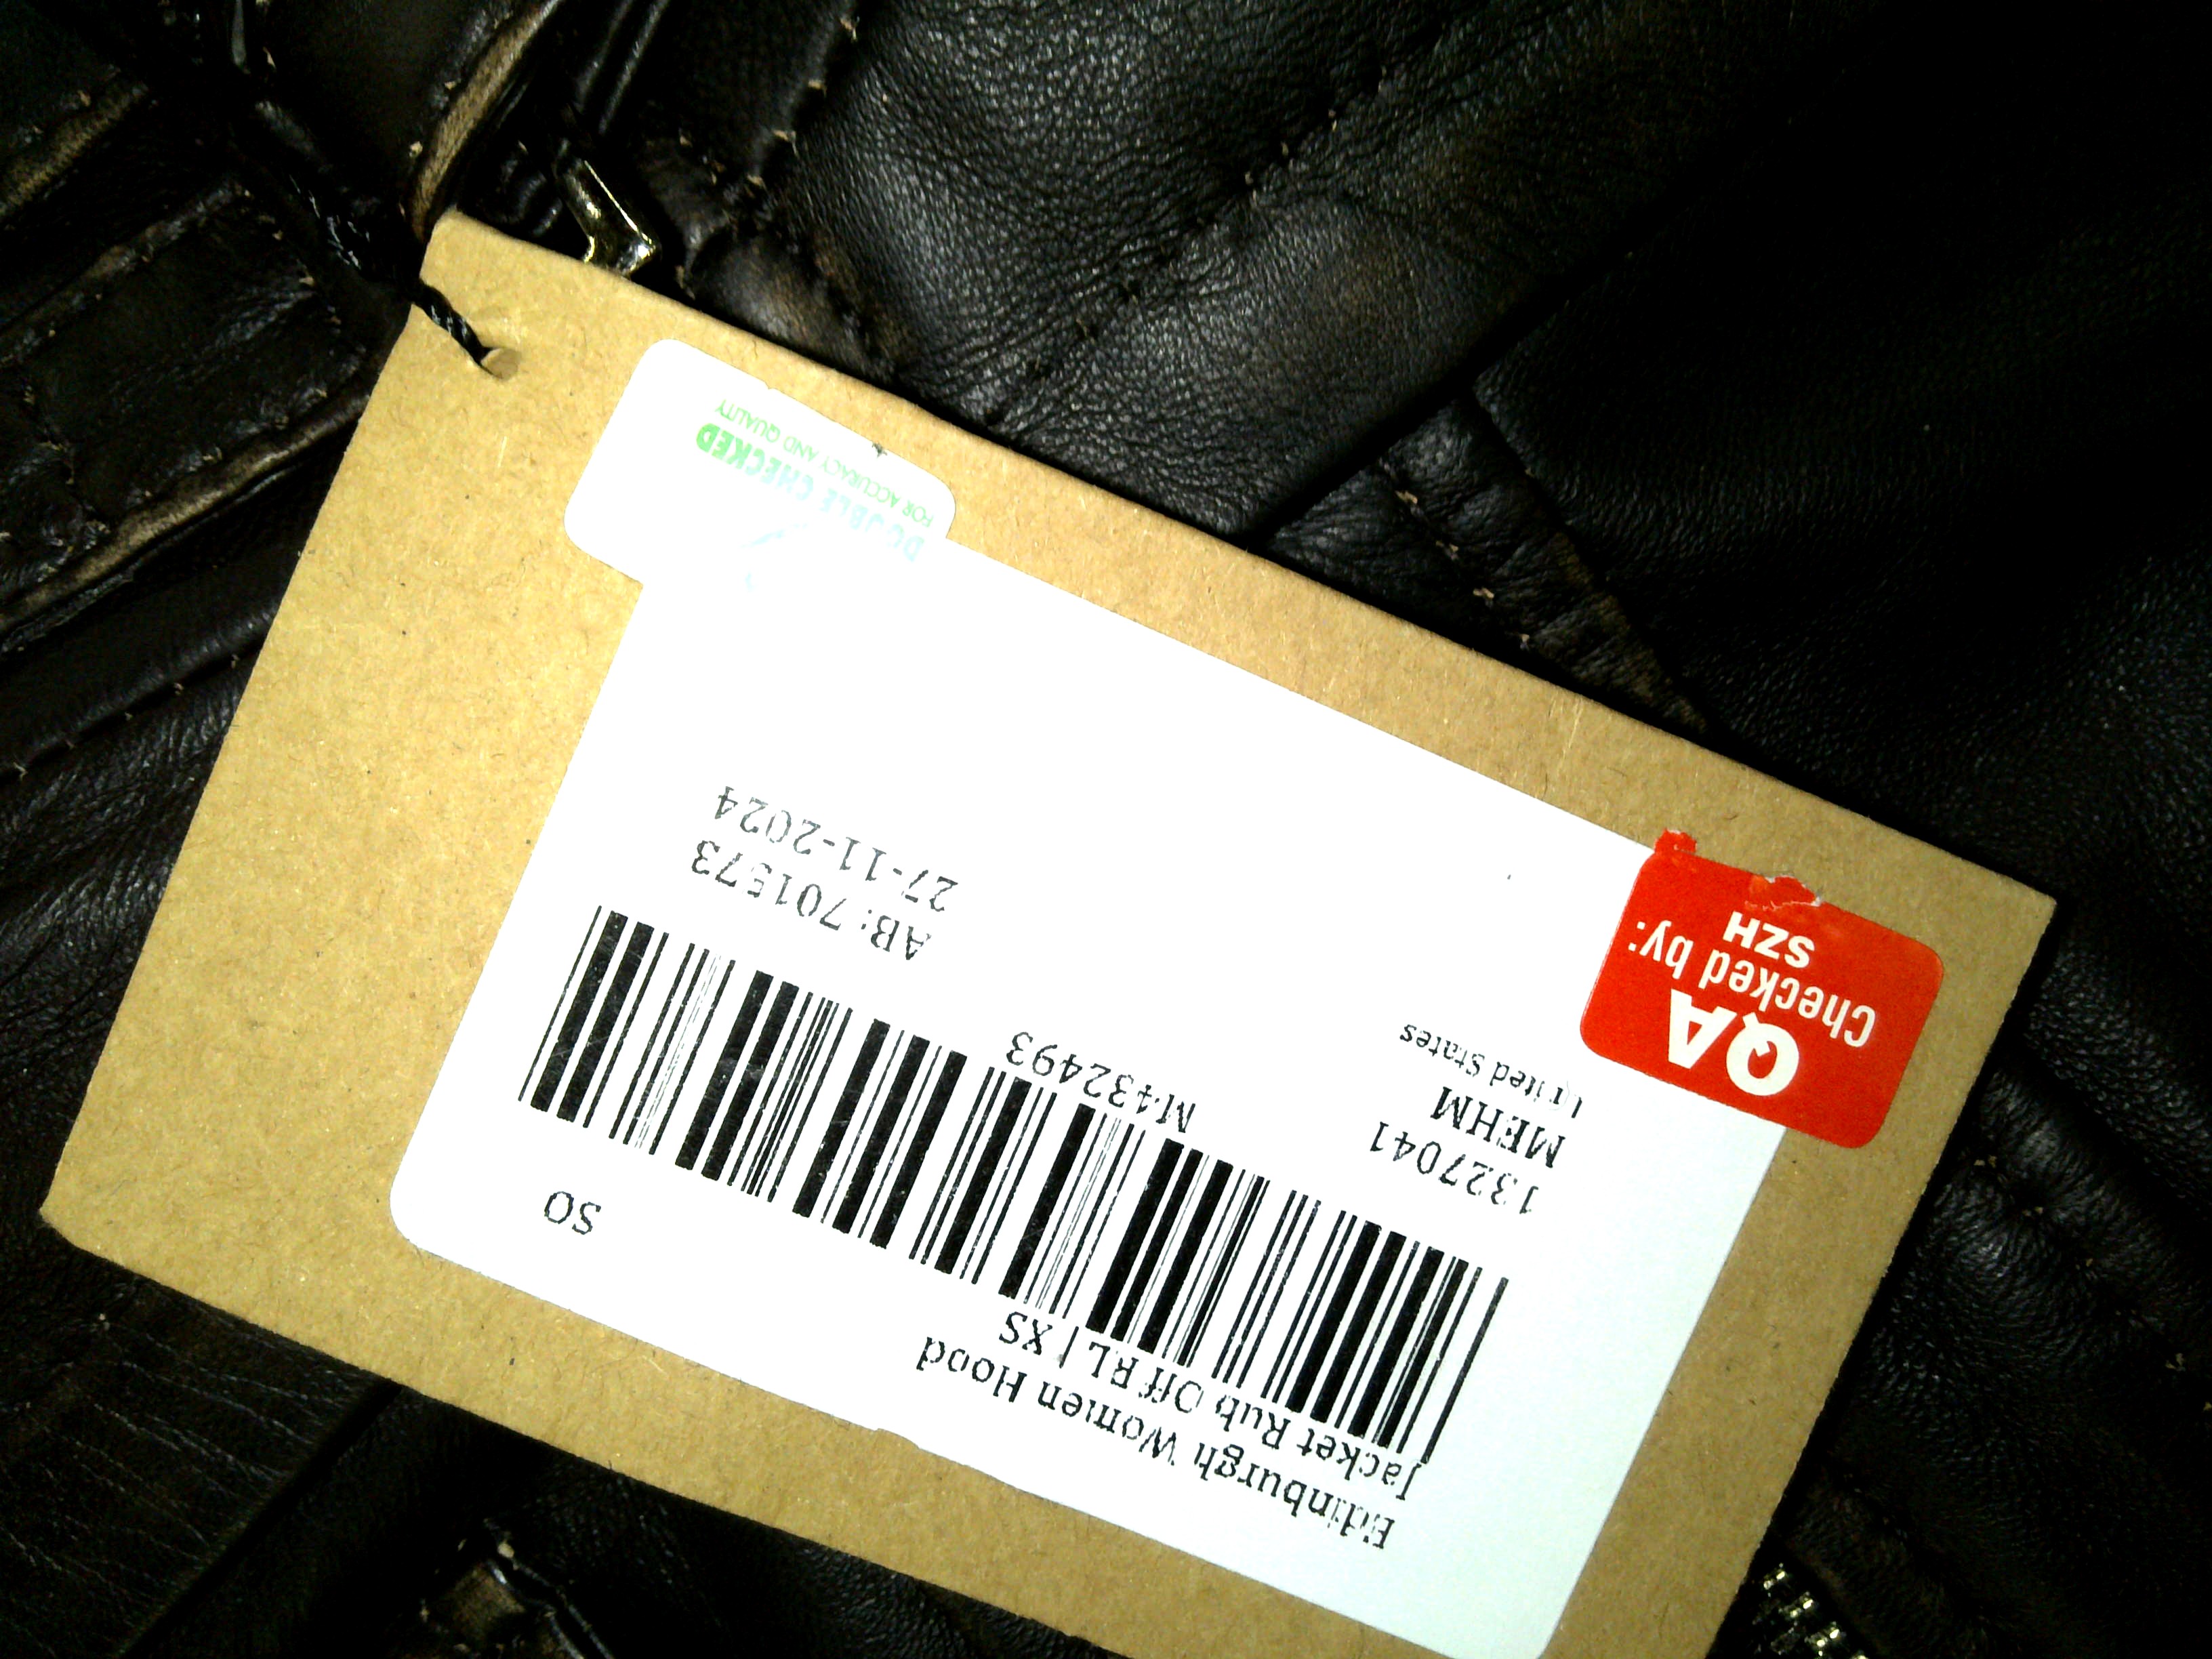 Edinburgh Women Hood
Jacket Rub Off RL | XS
SO
1327041
MEHM
United States
M432493
AB: 701573
27-11-2024
QA
Checked by:
SZH
DOUBLE CHECKED
FOR ACCURACY AND QUALITY